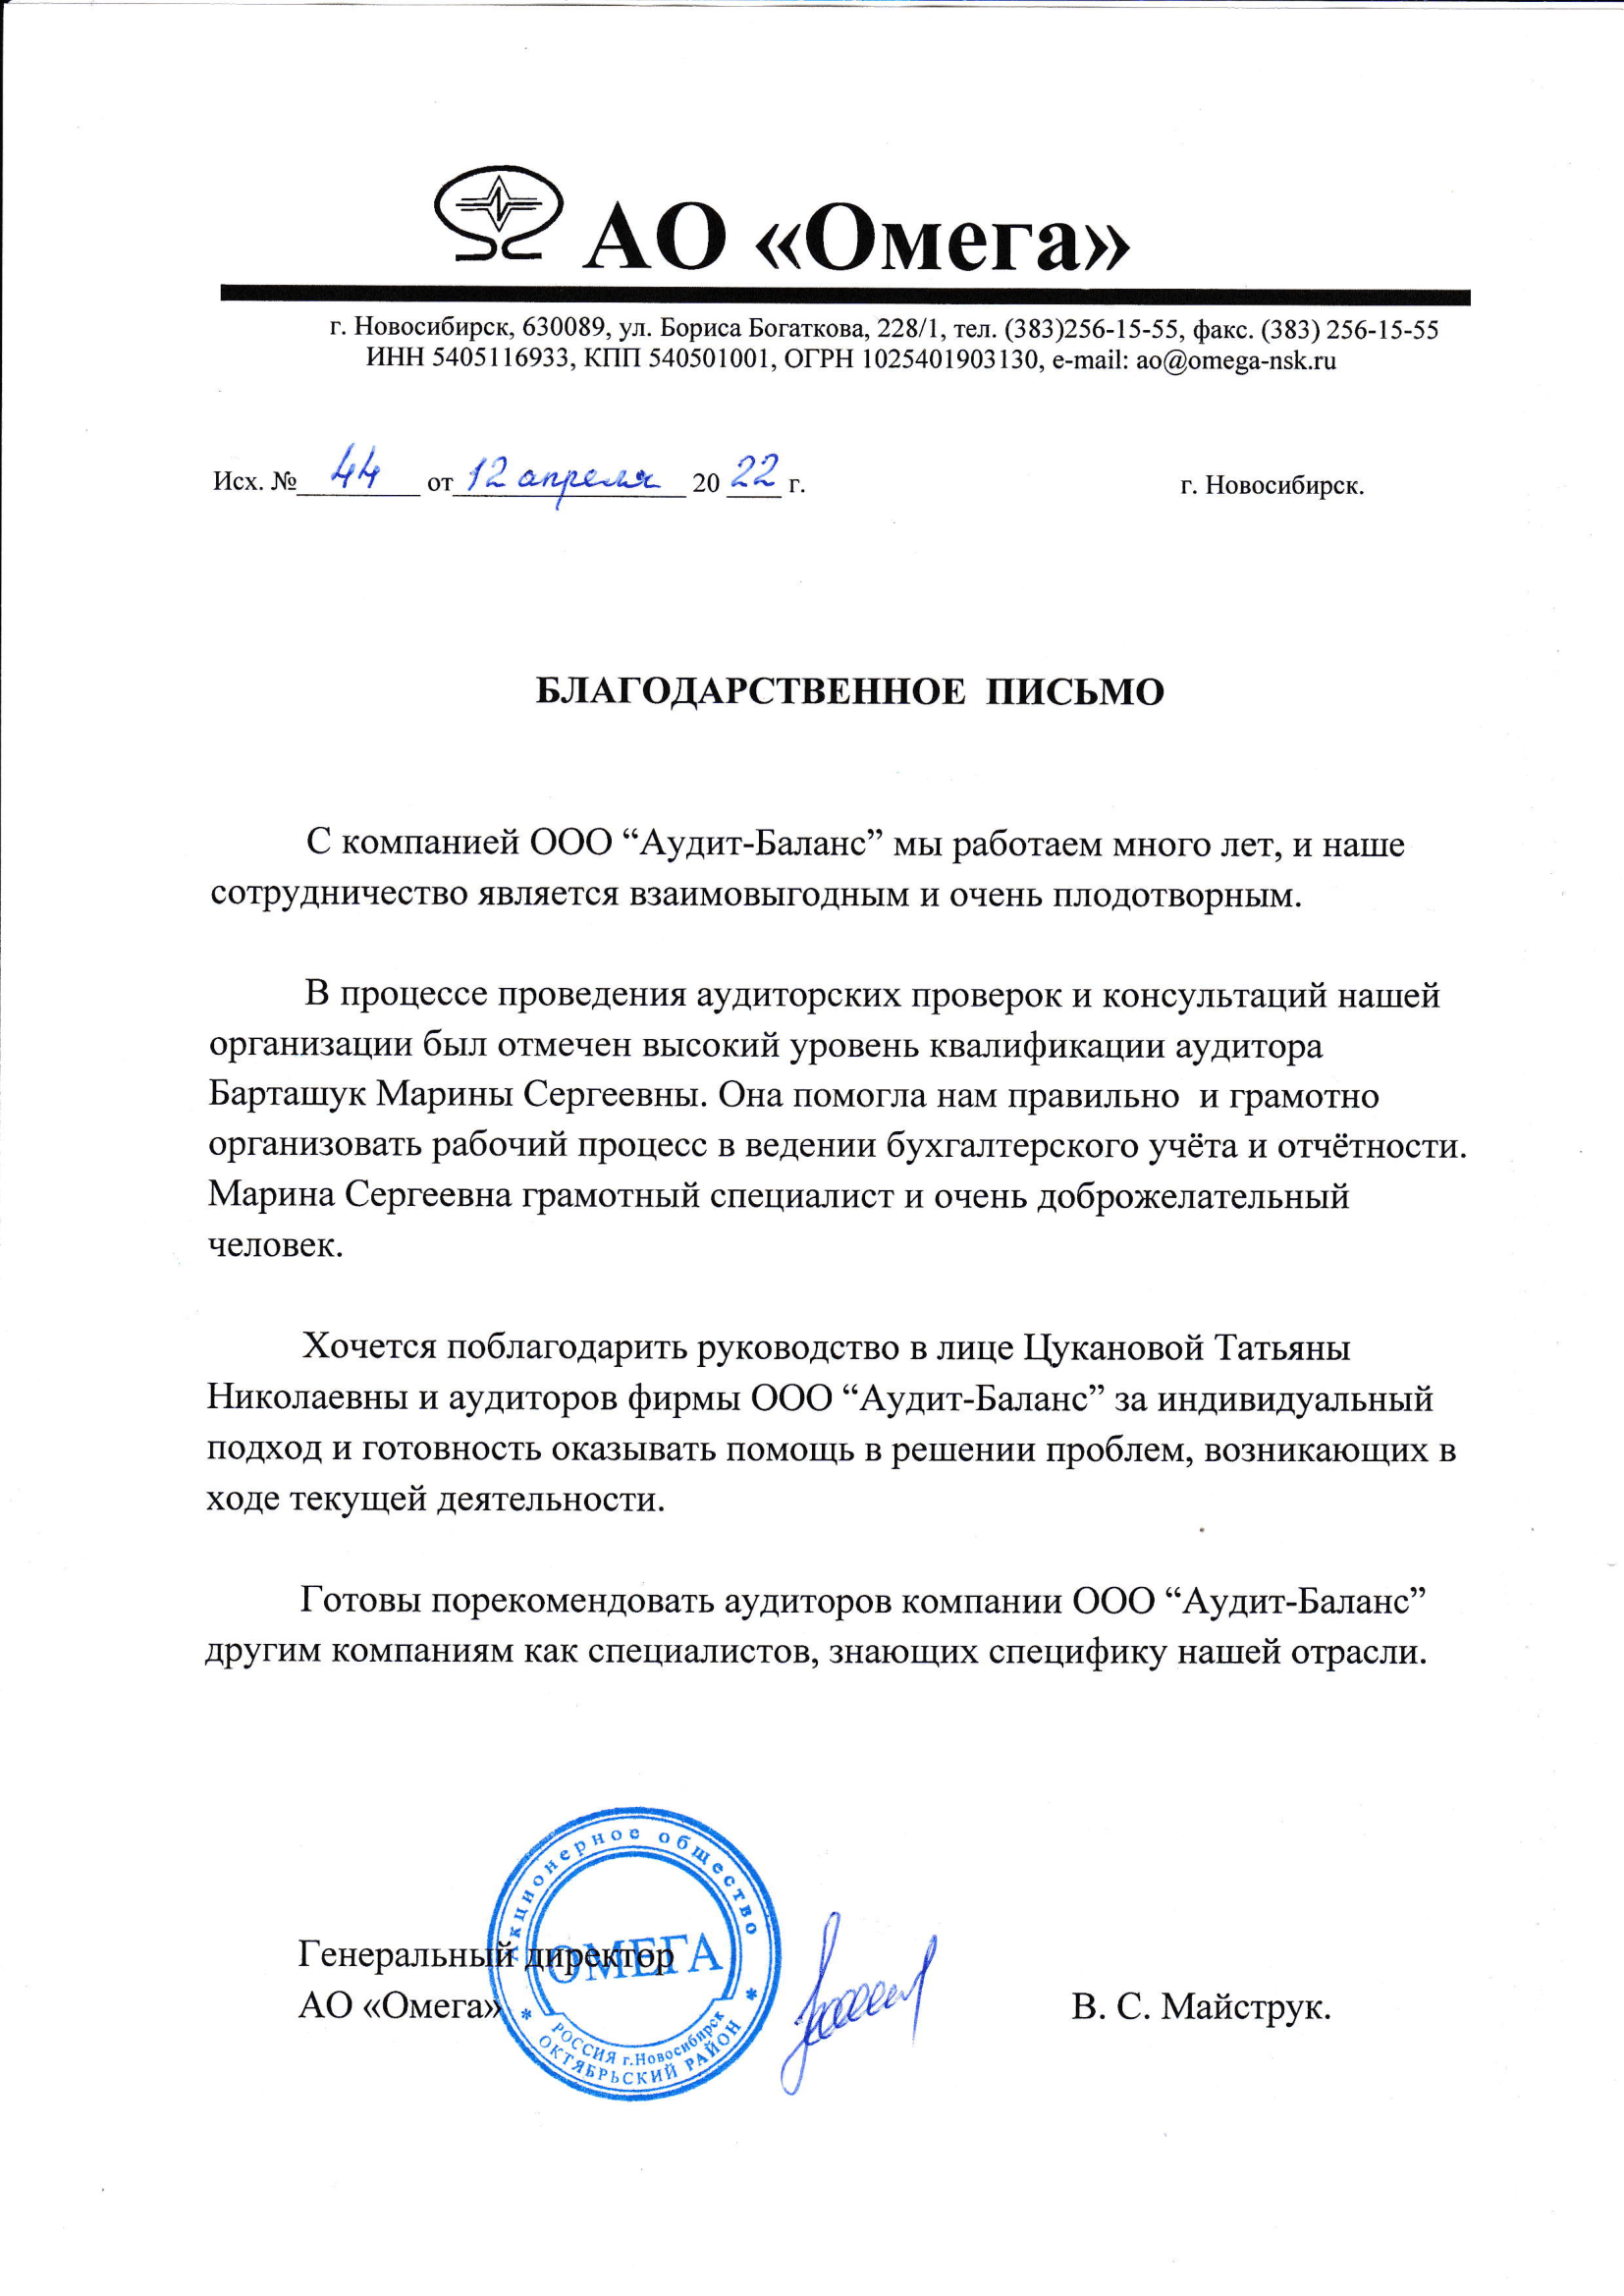 АО «Омега»
г. Новосибирск, 630089, ул. Бориса Богаткова, 228/1, тел. (383)256-15-55, факс. (383) 256-15-55
ИНН 5405116933, КПП 540501001, ОГРН 1025401903130, e-mail: ao@omega-nsk.ru
Исх. № 44 от 12 апреля 20 22 г. г. Новосибирск.
БЛАГОДАРСТВЕННОЕ ПИСЬМО
С компанией ООО “Аудит-Баланс” мы работаем много лет, и наше
сотрудничество является взаимовыгодным и очень плодотворным.
В процессе проведения аудиторских проверок и консультаций нашей
организации был отмечен высокий уровень квалификации аудитора
Барташук Марины Сергеевны. Она помогла нам правильно и грамотно
организовать рабочий процесс в ведении бухгалтерского учёта и отчётности.
Марина Сергеевна грамотный специалист и очень доброжелательный
человек.
Хочется поблагодарить руководство в лице Цукановой Татьяны
Николаевны и аудиторов фирмы ООО “Аудит-Баланс” за индивидуальный
подход и готовность оказывать помощь в решении проблем, возникающих в
ходе текущей деятельности.
Готовы порекомендовать аудиторов компании ООО “Аудит-Баланс”
другим компаниям как специалистов, знающих специфику нашей отрасли.
Генеральный директор
АО «Омега» В. С. Майструк.
Акционерное общество
ОМЕГА
РОССИЯ г.Новосибирск
* ОКТЯБРЬСКИЙ РАЙОН *